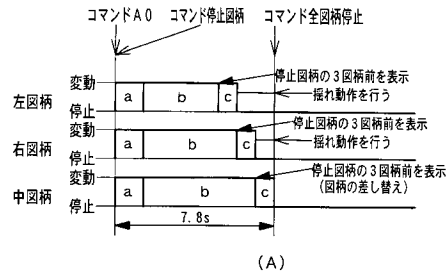 コマンドA0 コマンド停止図柄 コマンド全図柄停止
停止図柄の3図柄前を表示
左図柄 変動 a b c 揺れ動作を行う
停止
停止図柄の3図柄前を表示
右図柄 変動 a b c 揺れ動作を行う
停止
停止図柄の3図柄前を表示
(図柄の差し替え)
中図柄 変動 a b c
停止
7.8s
(A)